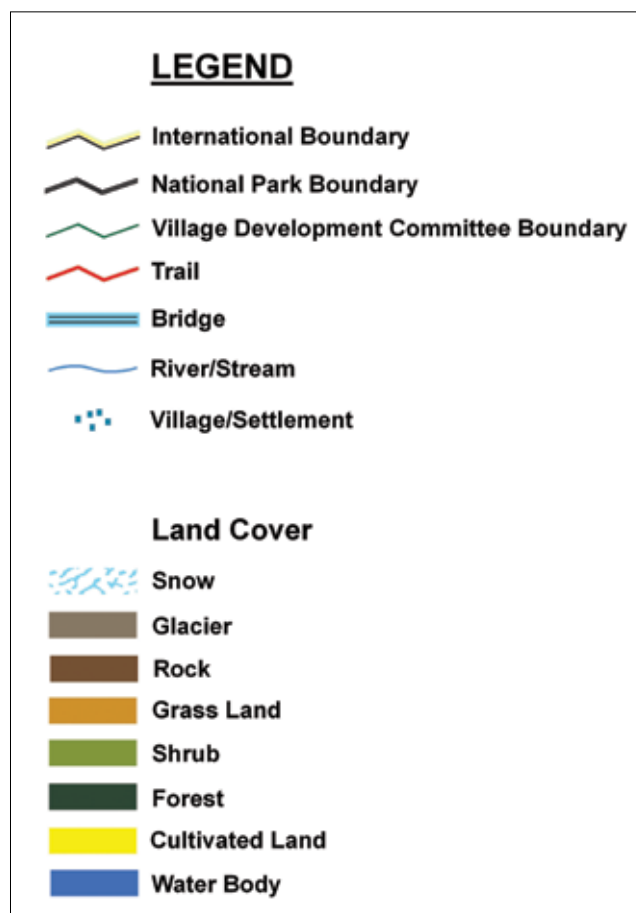 LEGEND
International Boundary
National Park Boundary
Village Development Committee Boundary
Trail
Bridge
River/Stream
Village/Settlement
Land Cover
Snow
Glacier
Rock
Grass Land
Shrub
Forest
Cultivated Land
Water Body